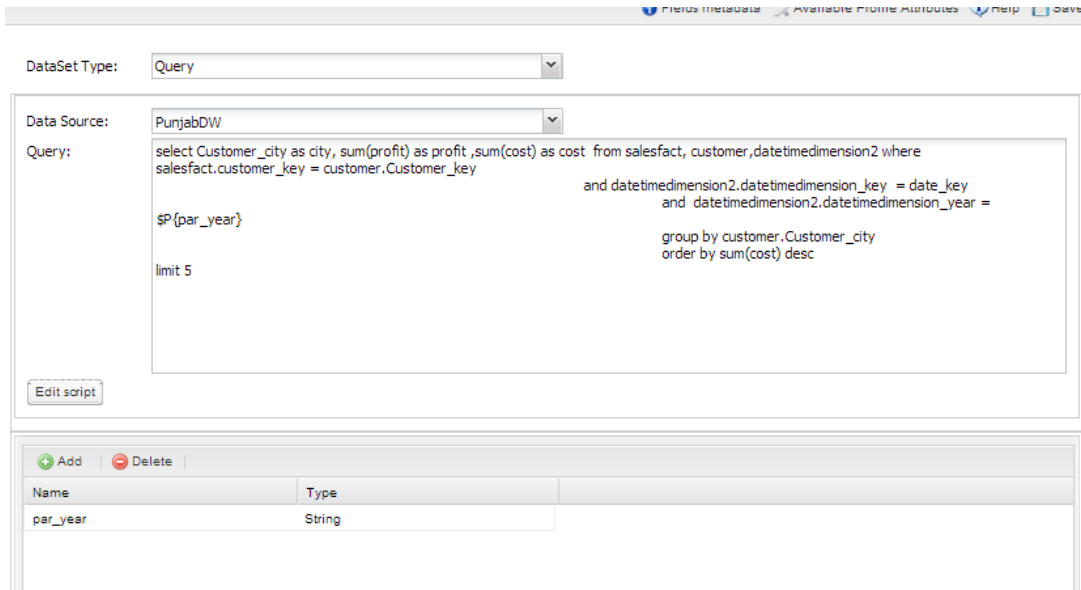 Fields metadata Available Profile Attributes Help Save
DataSet Type: Query
Data Source: PunjabDW
Query:
select Customer_city as city, sum(profit) as profit ,sum(cost) as cost from salesfact, customer,datetimedimension2 where
salesfact.customer_key = customer.Customer_key
and datetimedimension2.datetimedimension_key = date_key
and datetimedimension2.datetimedimension_year =
$P{par_year}
group by customer.Customer_city
order by sum(cost) desc
limit 5
Edit script
Add Delete
Name Type
par_year String